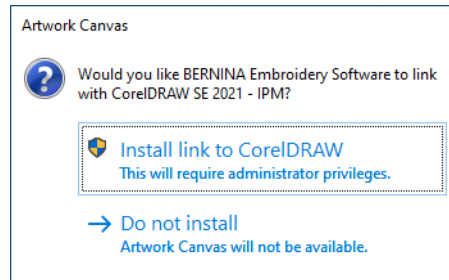 Artwork Canvas
Would you like BERNINA Embroidery Software to link
with CorelDRAW SE 2021 - IPM?
Install link to CorelDRAW
This will require administrator privileges.
Do not install
Artwork Canvas will not be available.